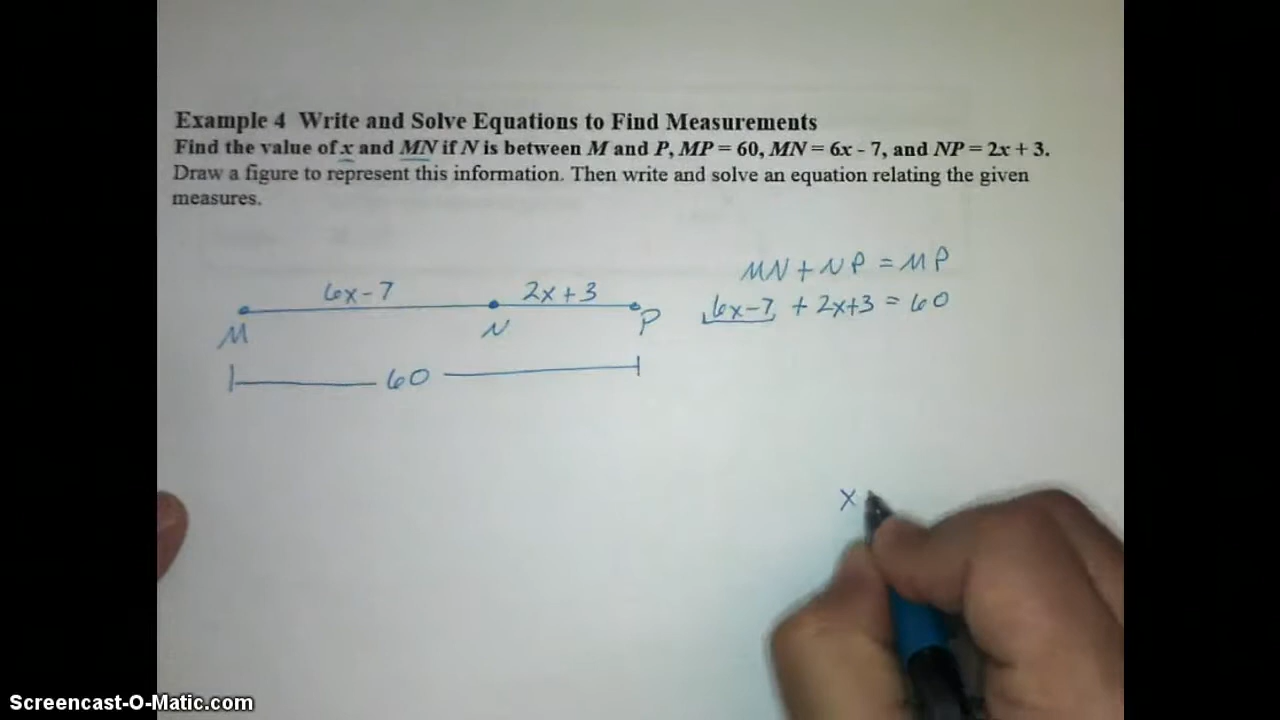 Example 4 Write and Solve Equations to Find Measurements
Find the value of x and MN if N is between M and P, MP = 60, MN = 6x - 7, and NP = 2x + 3.
Draw a figure to represent this information. Then write and solve an equation relating the given
measures.
MN + NP = MP
6x - 7 2x + 3
6x - 7 + 2x + 3 = 60
M N P
60
x
Screencast-O-Matic.com